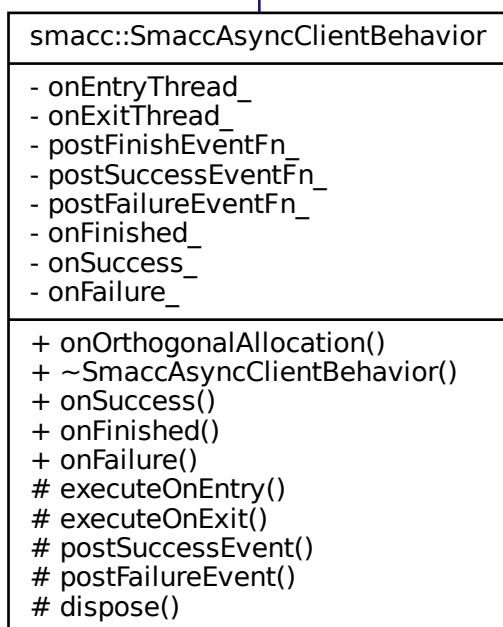 smacc::SmaccAsyncClientBehavior
- onEntryThread_
- onExitThread_
- postFinishEventFn_
- postSuccessEventFn_
- postFailureEventFn_
- onFinished_
- onSuccess_
- onFailure_
+ onOrthogonalAllocation()
+ ~SmaccAsyncClientBehavior()
+ onSuccess()
+ onFinished()
+ onFailure()
# executeOnEntry()
# executeOnExit()
# postSuccessEvent()
# postFailureEvent()
# dispose()